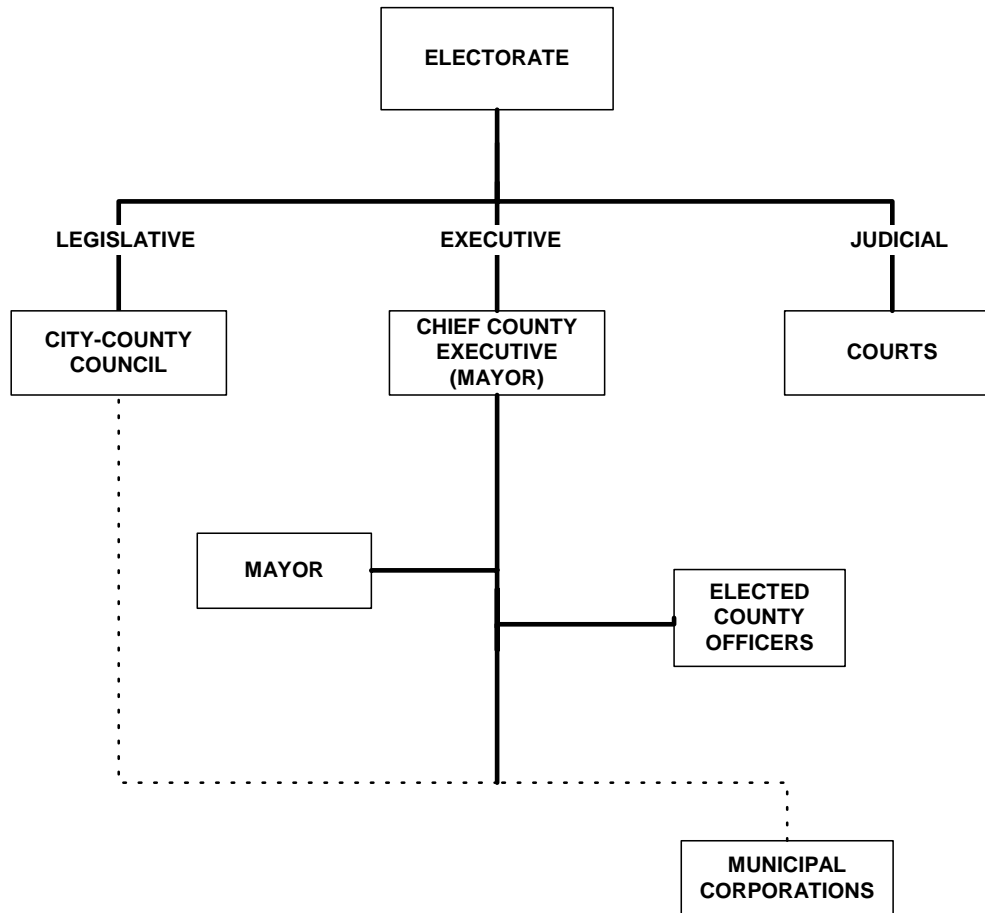 ELECTORATE
LEGISLATIVE
EXECUTIVE
JUDICIAL
CITY-COUNTY
COUNCIL
CHIEF COUNTY
EXECUTIVE
(MAYOR)
COURTS
MAYOR
ELECTED
COUNTY
OFFICERS
MUNICIPAL
CORPORATIONS